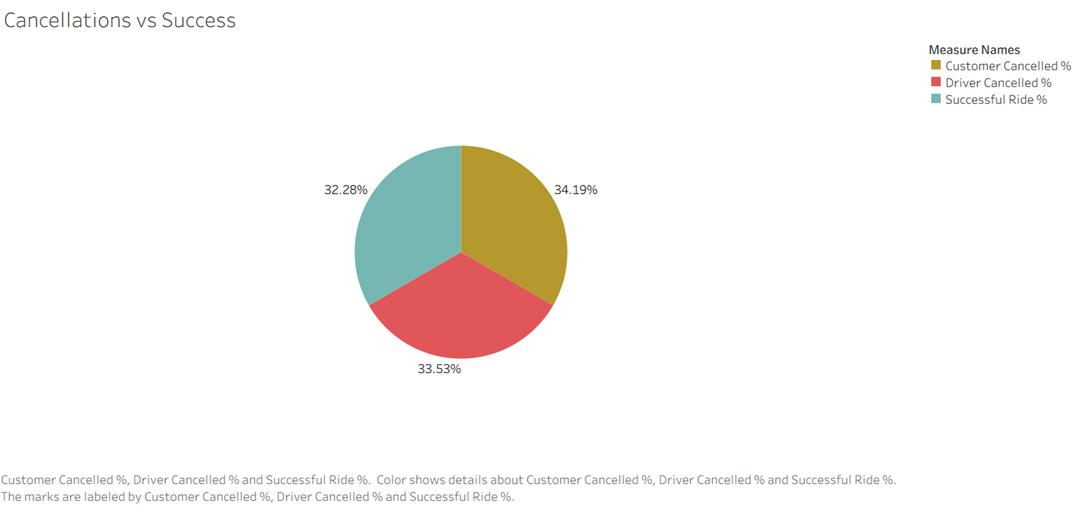 Cancellations vs Success
Measure Names
Customer Cancelled %
Driver Cancelled %
Successful Ride %
32.28%
34.19%
33.53%
Customer Cancelled %, Driver Cancelled % and Successful Ride %.  Color shows details about Customer Cancelled %, Driver Cancelled % and Successful Ride %.
The marks are labeled by Customer Cancelled %, Driver Cancelled % and Successful Ride %.